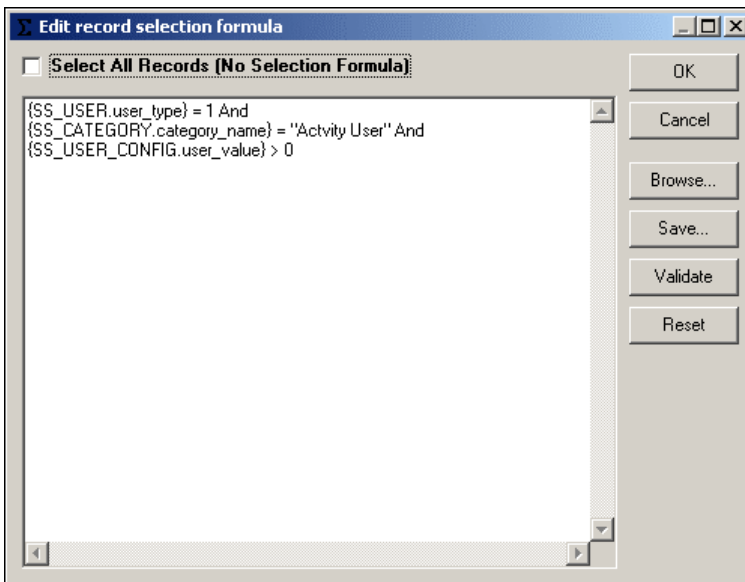 Edit record selection formula
Select All Records (No Selection Formula)
{SS_USER.user_type} = 1 And
{SS_CATEGORY.category_name} = "Actvity User" And
{SS_USER_CONFIG.user_value} > 0
OK
Cancel
Browse...
Save...
Validate
Reset